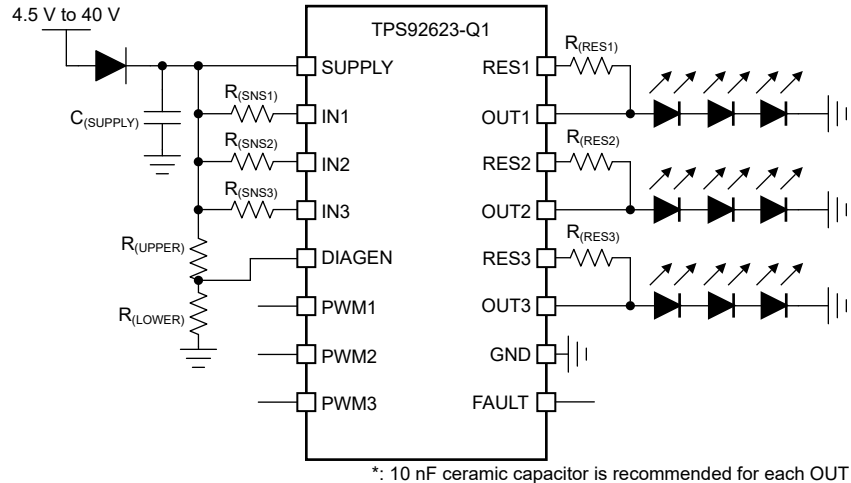 4.5 V to 40 V
TPS92623-Q1
SUPPLY
RES1
R(RES1)
R(SNS1)
C(SUPPLY)
IN1
OUT1
R(SNS2)
IN2
RES2
R(RES2)
R(SNS3)
IN3
OUT2
R(UPPER)
DIAGEN
RES3
R(RES3)
R(LOWER)
PWM1
OUT3
PWM2
GND
PWM3
FAULT
*: 10 nF ceramic capacitor is recommended for each OUT